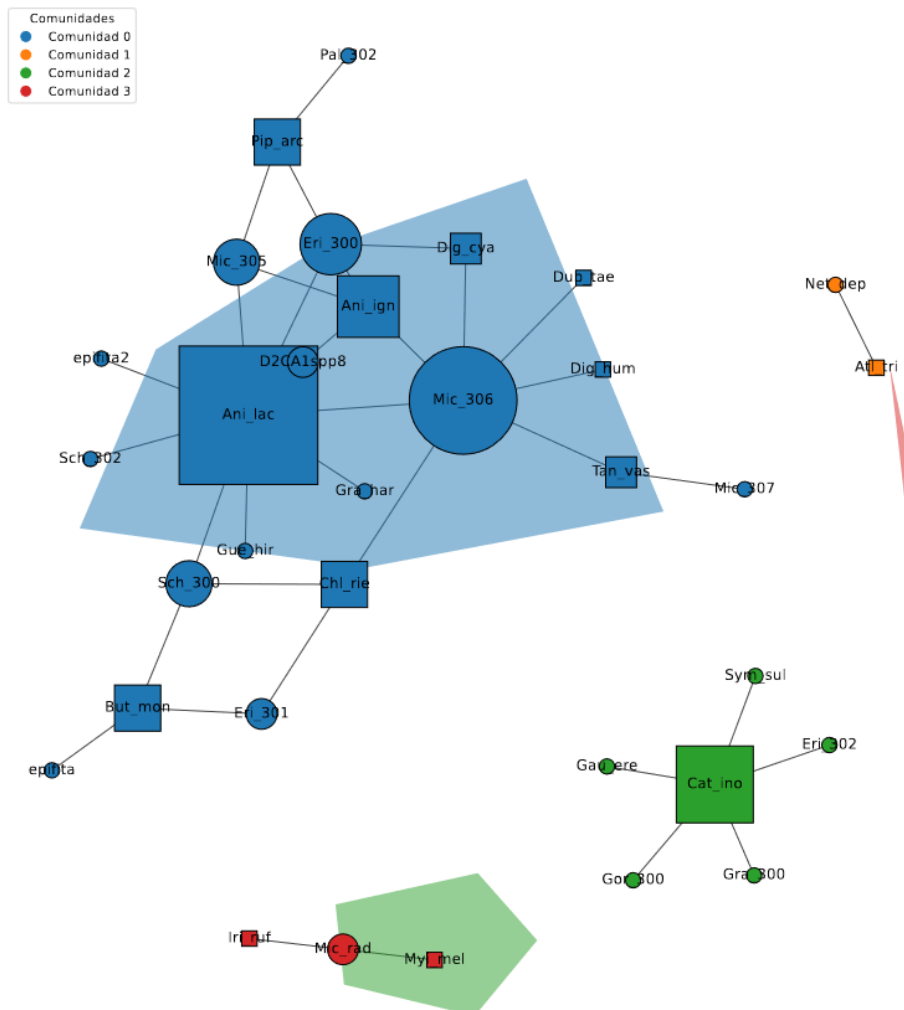 Comunidades
Comunidad 0
Comunidad 1
Comunidad 2
Comunidad 3
Pal_302
Pip_arc
Eri_300
Dig_cya
Mic_305
Dub_tae
Net_dep
Ani_ign
epifita2
D2CA1spp8
Dig_hum
Atl_tri
Mic_306
Ani_lac
Sch_302
Tan_vas
Gra_har
Mic_307
Gue_hir
Sch_300
Chl_rie
Sym_sul
But_mon
Eri_301
Eri_302
Gau_ere
epifita
Cat_ino
Gor_300
Gra_300
Iri_ruf
Mic_rad
Myi_mel